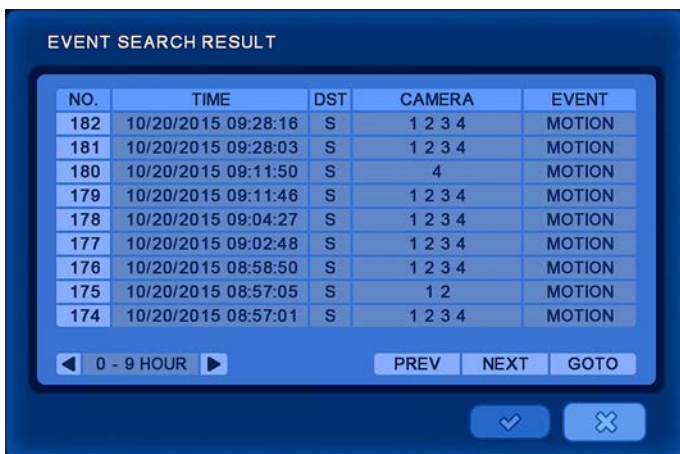 EVENT SEARCH RESULT
NO. TIME DST CAMERA EVENT
182 10/20/2015 09:28:16 S 1 2 3 4 MOTION
181 10/20/2015 09:28:03 S 1 2 3 4 MOTION
180 10/20/2015 09:11:50 S 4 MOTION
179 10/20/2015 09:11:46 S 1 2 3 4 MOTION
178 10/20/2015 09:04:27 S 1 2 3 4 MOTION
177 10/20/2015 09:02:48 S 1 2 3 4 MOTION
176 10/20/2015 08:58:50 S 1 2 3 4 MOTION
175 10/20/2015 08:57:05 S 1 2 MOTION
174 10/20/2015 08:57:01 S 1 2 3 4 MOTION
0 - 9 HOUR PREV NEXT GOTO